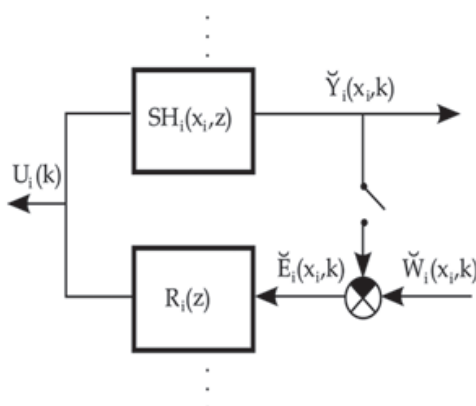 SHᵢ(xᵢ,z)
Y̆ᵢ(xᵢ,k)
Uᵢ(k)
Rᵢ(z)
Ĕᵢ(xᵢ,k)
W̆ᵢ(xᵢ,k)